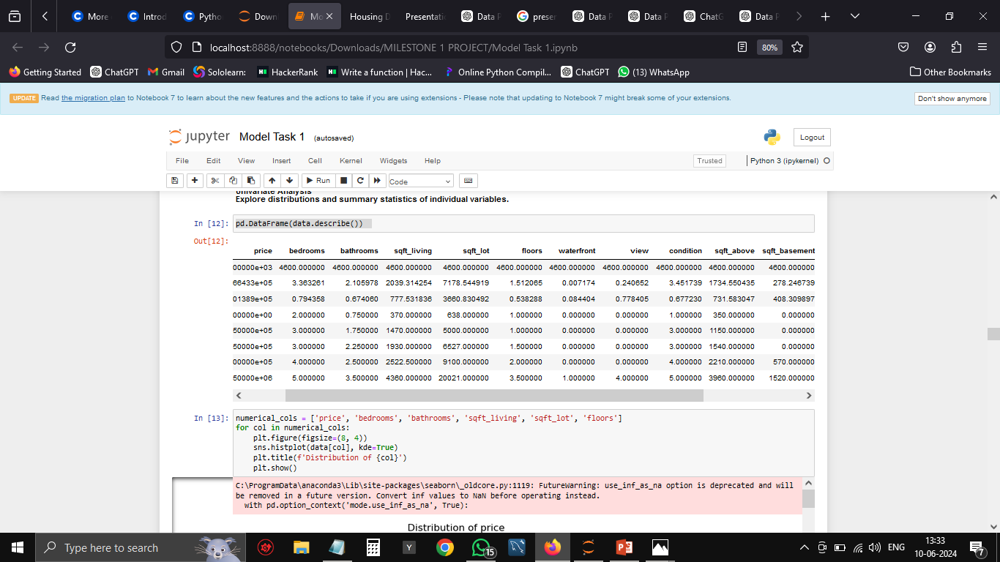 More
Introd
Pytho
Down
Mo
Housing D
Presentatio
Data P
preser
Data P
Data P
ChatG
Data P
localhost:8888/notebooks/Downloads/MILESTONE 1 PROJECT/Model Task 1.ipynb
80%
Getting Started ChatGPT Gmail Sololearn: HackerRank Write a function | Hac... Online Python Compil... ChatGPT (13) WhatsApp Other Bookmarks
UPDATE Read the migration plan to Notebook 7 to learn about the new features and the actions to take if you are using extensions - Please note that updating to Notebook 7 might break some of your extensions. Don't show anymore
jupyter Model Task 1 (autosaved) Logout
File Edit View Insert Cell Kernel Widgets Help Trusted Python 3 (ipykernel)
Run Code
Univariate Analysis
Explore distributions and summary statistics of individual variables.
In [12]: pd.DataFrame(data.describe())
Out[12]:
price bedrooms bathrooms sqft_living sqft_lot floors waterfront view condition sqft_above sqft_basement
00000e+03 4600.000000 4600.000000 4600.000000 4600.000000 4600.000000 4600.000000 4600.000000 4600.000000 4600.000000 4600.000000
66433e+05 3.363261 2.105978 2039.314254 7178.544919 1.512065 0.007174 0.240652 3.451739 1734.550435 278.246739
01389e+05 0.794358 0.674060 777.531836 3660.830492 0.538288 0.084404 0.778405 0.677230 731.583047 408.309897
00000e+00 2.000000 0.750000 370.000000 638.000000 1.000000 0.000000 0.000000 1.000000 350.000000 0.000000
50000e+05 3.000000 1.750000 1470.000000 5000.000000 1.000000 0.000000 0.000000 3.000000 1150.000000 0.000000
50000e+05 3.000000 2.250000 1930.000000 6527.000000 1.500000 0.000000 0.000000 3.000000 1540.000000 0.000000
00000e+05 4.000000 2.500000 2522.500000 9100.000000 2.000000 0.000000 0.000000 4.000000 2210.000000 570.000000
50000e+06 5.000000 3.500000 4360.000000 20021.000000 3.500000 1.000000 4.000000 5.000000 3960.000000 1520.000000
In [13]: numerical_cols = ['price', 'bedrooms', 'bathrooms', 'sqft_living', 'sqft_lot', 'floors']
for col in numerical_cols:
plt.figure(figsize=(8, 4))
sns.histplot(data[col], kde=True)
plt.title(f'Distribution of {col}')
plt.show()
C:\ProgramData\anaconda3\Lib\site-packages\seaborn\_oldcore.py:1119: FutureWarning: use_inf_as_na option is deprecated and will
be removed in a future version. Convert inf values to NaN before operating instead.
with pd.option_context('mode.use_inf_as_na', True):
Distribution of price
Type here to search
15
ENG
13:33
10-06-2024
7